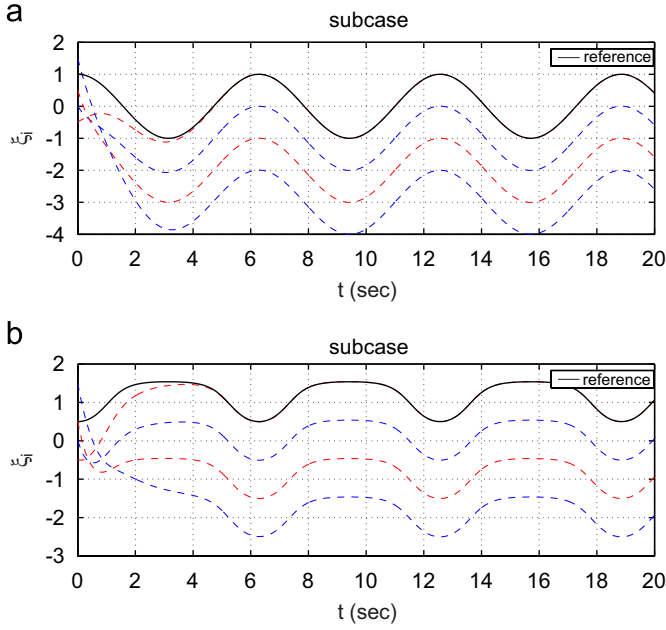 a
subcase
2
1
0
-1
-2
-3
-4
ξi
reference
0 2 4 6 8 10 12 14 16 18 20
t (sec)
b
subcase
2
1
0
-1
-2
-3
ξi
reference
0 2 4 6 8 10 12 14 16 18 20
t (sec)